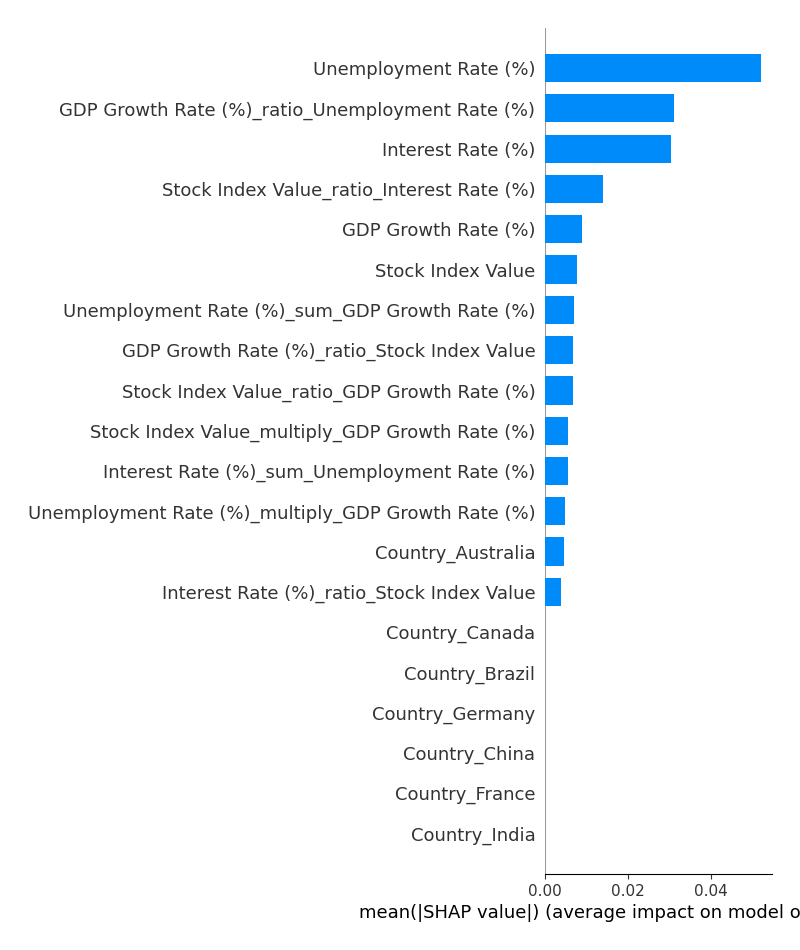 Unemployment Rate (%)
GDP Growth Rate (%)_ratio_Unemployment Rate (%)
Interest Rate (%)
Stock Index Value_ratio_Interest Rate (%)
GDP Growth Rate (%)
Stock Index Value
Unemployment Rate (%)_sum_GDP Growth Rate (%)
GDP Growth Rate (%)_ratio_Stock Index Value
Stock Index Value_ratio_GDP Growth Rate (%)
Stock Index Value_multiply_GDP Growth Rate (%)
Interest Rate (%)_sum_Unemployment Rate (%)
Unemployment Rate (%)_multiply_GDP Growth Rate (%)
Country_Australia
Interest Rate (%)_ratio_Stock Index Value
Country_Canada
Country_Brazil
Country_Germany
Country_China
Country_France
Country_India
0.00 0.02 0.04
mean(|SHAP value|) (average impact on model o